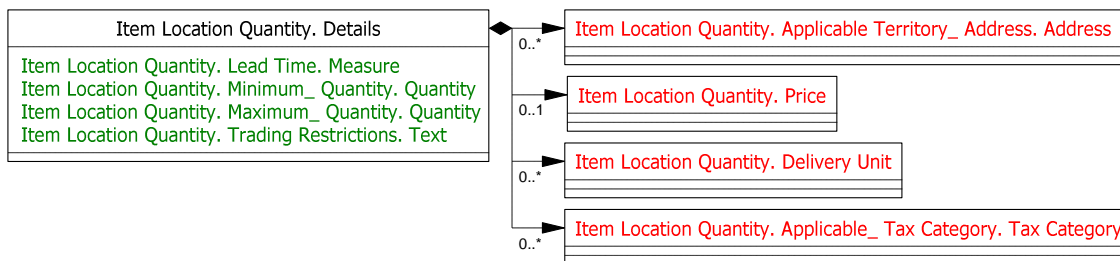 Item Location Quantity. Details
Item Location Quantity. Lead Time. Measure
Item Location Quantity. Minimum_ Quantity. Quantity
Item Location Quantity. Maximum_ Quantity. Quantity
Item Location Quantity. Trading Restrictions. Text
0..*
Item Location Quantity. Applicable Territory_ Address. Address
0..1
Item Location Quantity. Price
0..*
Item Location Quantity. Delivery Unit
0..*
Item Location Quantity. Applicable_ Tax Category. Tax Category